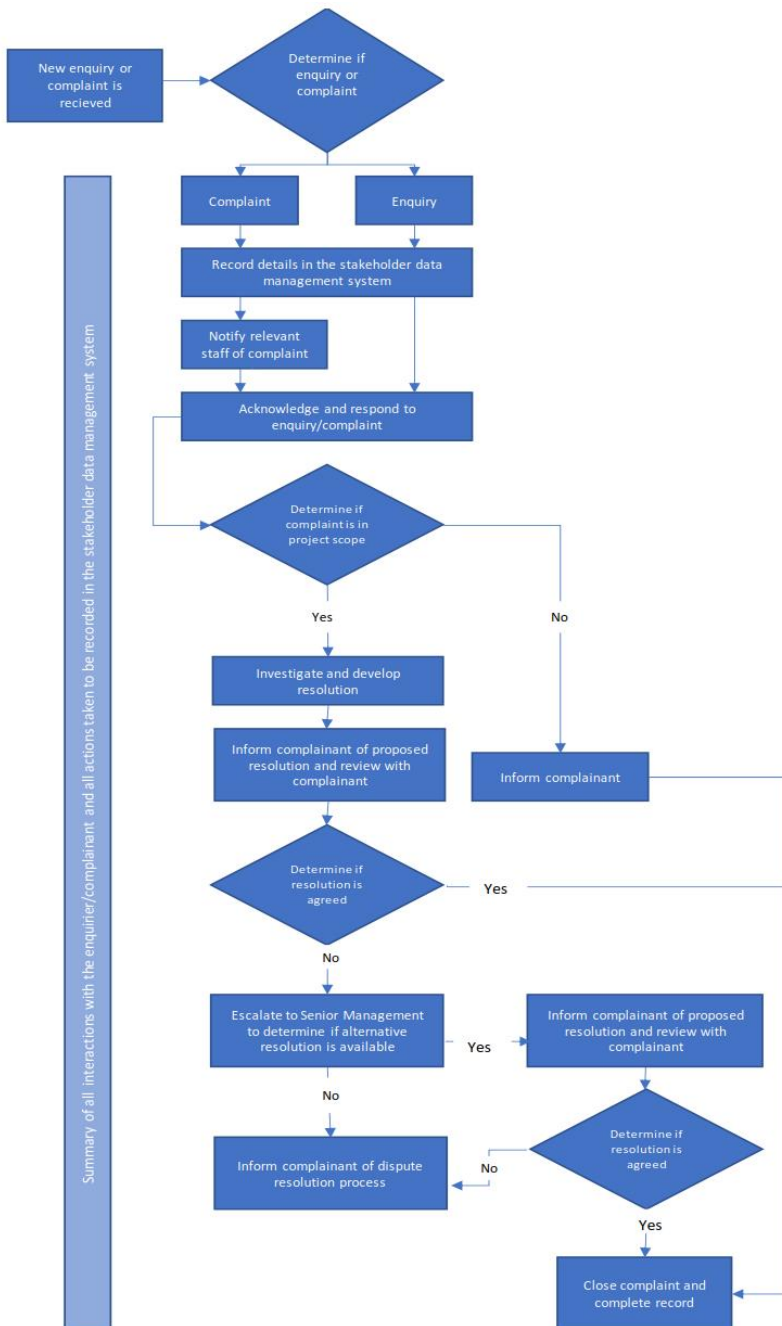 New enquiry or
complaint is
recieved
Determine if
enquiry or
complaint
Complaint
Enquiry
Record details in the stakeholder data
management system
Notify relevant
staff of complaint
Acknowledge and respond to
enquiry/complaint
Determine if
complaint is in
project scope
Yes
No
Investigate and develop
resolution
Inform complainant of proposed
resolution and review with
complainant
Inform complainant
Determine if
resolution is
agreed
Yes
No
Escalate to Senior Management
to determine if alternative
resolution is available
Yes
Inform complainant of proposed
resolution and review with
complainant
No
Inform complainant of dispute
resolution process
No
Determine if
resolution is
agreed
Yes
Close complaint and
complete record
Summary of all interactions with the enquirier/complainant and all actions taken to be recorded in the stakeholder data management system